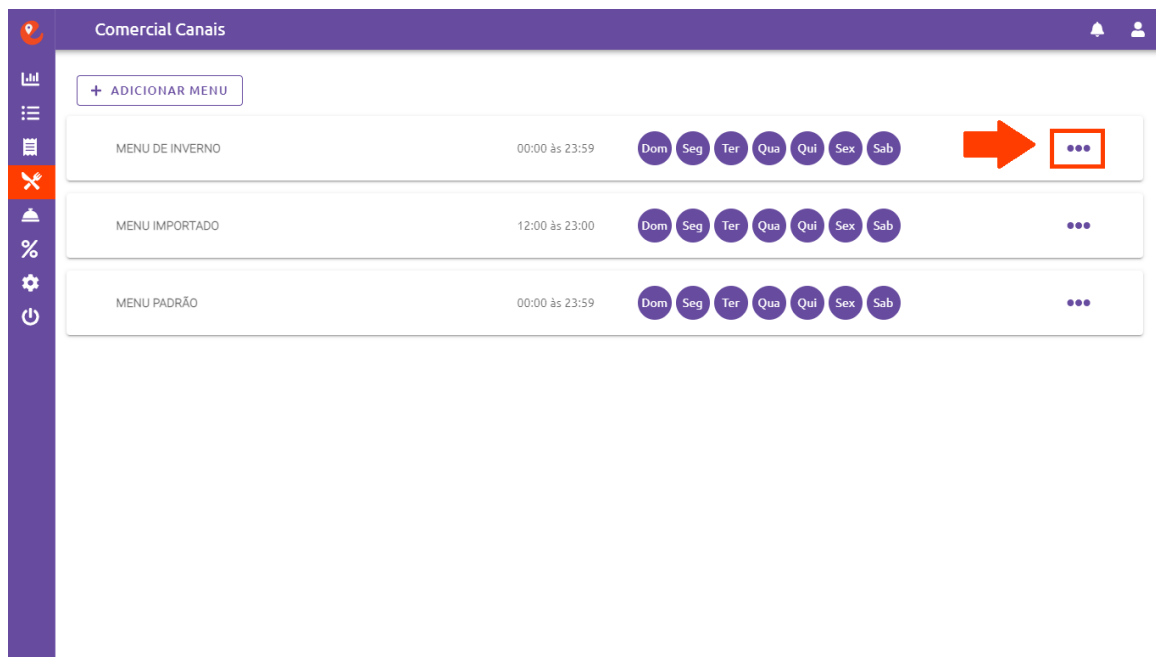 Comercial Canais
+ ADICIONAR MENU
MENU DE INVERNO 00:00 às 23:59 Dom Seg Ter Qua Qui Sex Sab
MENU IMPORTADO 12:00 às 23:00 Dom Seg Ter Qua Qui Sex Sab
MENU PADRÃO 00:00 às 23:59 Dom Seg Ter Qua Qui Sex Sab